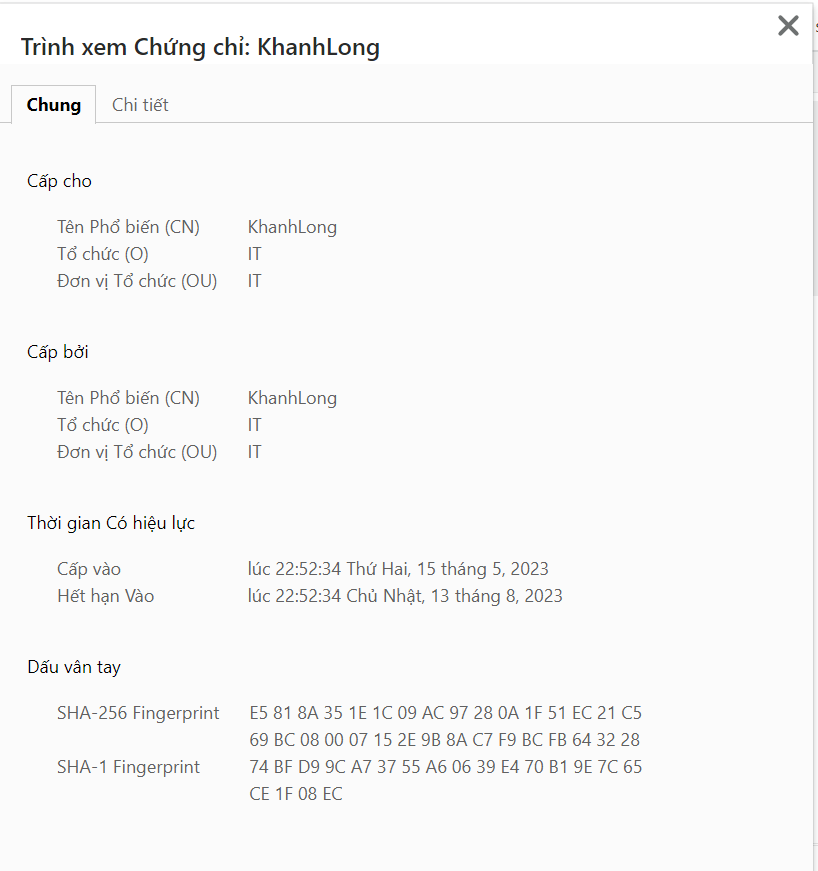 Trình xem Chứng chỉ: KhanhLong
Chung
Chi tiết
Cấp cho
Tên Phổ biến (CN) KhanhLong
Tổ chức (O) IT
Đơn vị Tổ chức (OU) IT
Cấp bởi
Tên Phổ biến (CN) KhanhLong
Tổ chức (O) IT
Đơn vị Tổ chức (OU) IT
Thời gian Có hiệu lực
Cấp vào lúc 22:52:34 Thứ Hai, 15 tháng 5, 2023
Hết hạn Vào lúc 22:52:34 Chủ Nhật, 13 tháng 8, 2023
Dấu vân tay
SHA-256 Fingerprint E5 81 8A 35 1E 1C 09 AC 97 28 0A 1F 51 EC 21 C5
69 BC 08 00 07 15 2E 9B 8A C7 F9 BC FB 64 32 28
SHA-1 Fingerprint 74 BF D9 9C A7 37 55 A6 06 39 E4 70 B1 9E 7C 65
CE 1F 08 EC